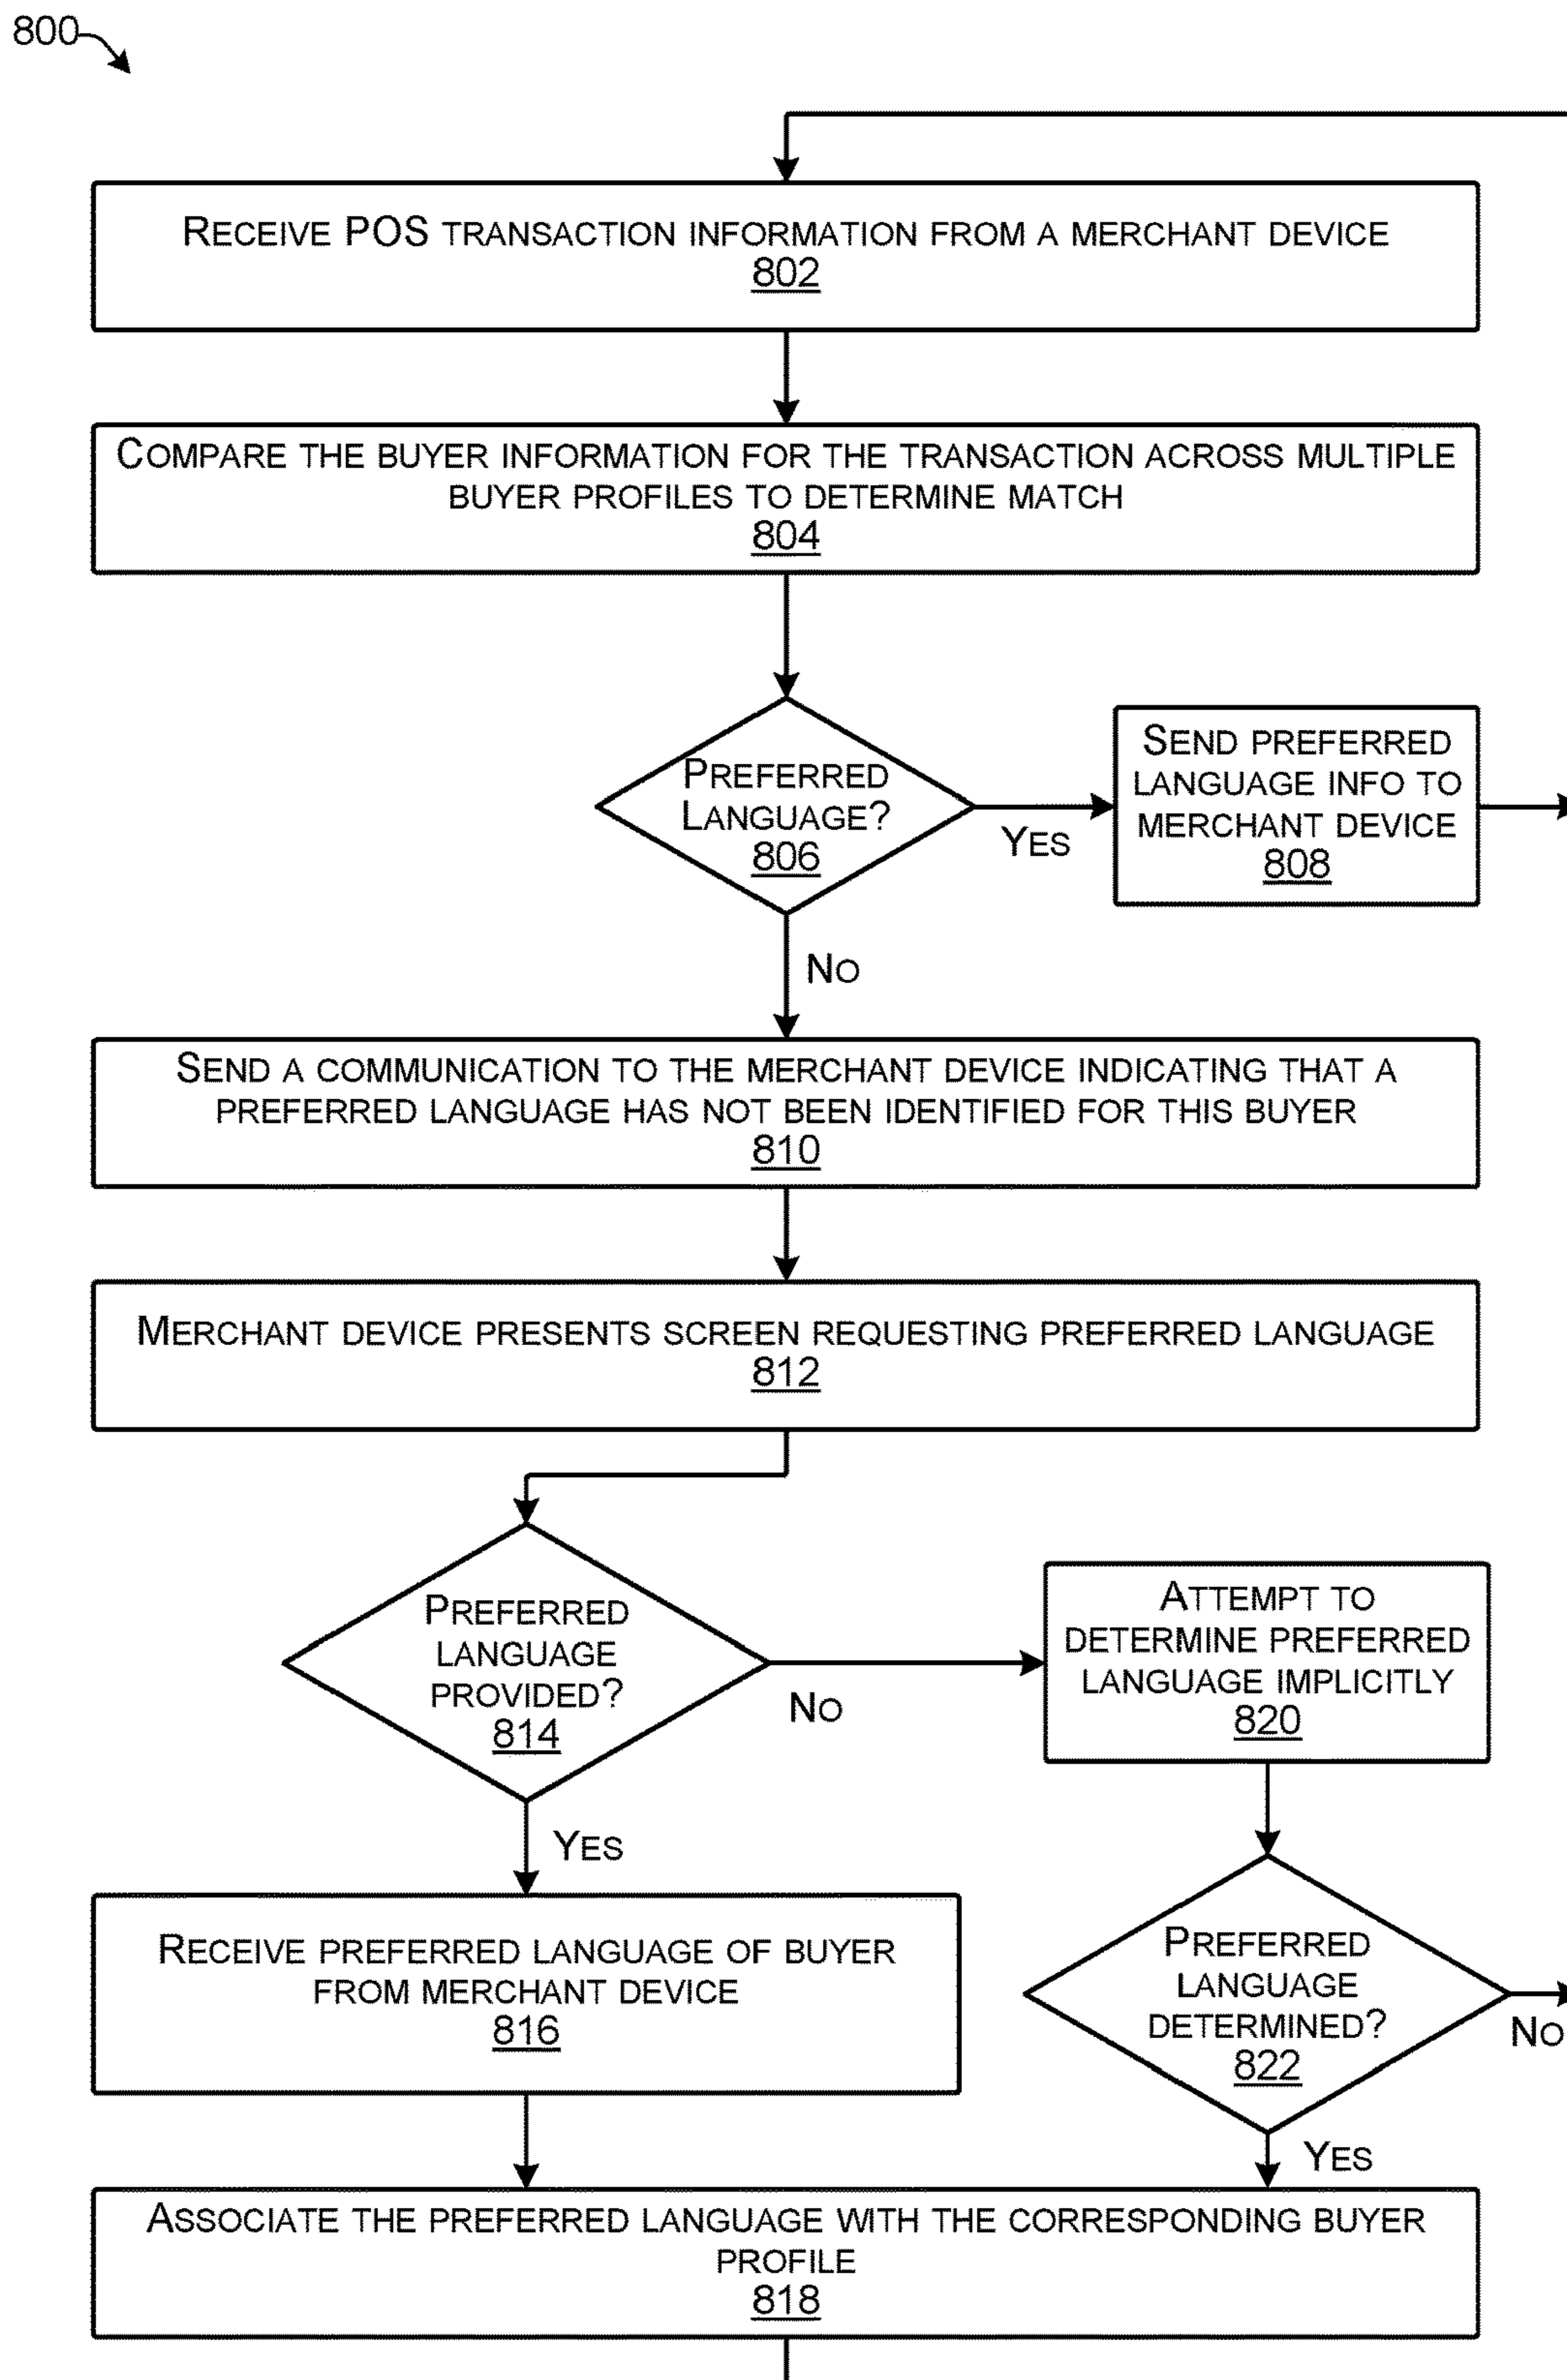 800
RECEIVE POS TRANSACTION INFORMATION FROM A MERCHANT DEVICE
802
COMPARE THE BUYER INFORMATION FOR THE TRANSACTION ACROSS MULTIPLE
BUYER PROFILES TO DETERMINE MATCH
804
PREFERRED
LANGUAGE?
806
YES
SEND PREFERRED
LANGUAGE INFO TO
MERCHANT DEVICE
808
NO
SEND A COMMUNICATION TO THE MERCHANT DEVICE INDICATING THAT A
PREFERRED LANGUAGE HAS NOT BEEN IDENTIFIED FOR THIS BUYER
810
MERCHANT DEVICE PRESENTS SCREEN REQUESTING PREFERRED LANGUAGE
812
PREFERRED
LANGUAGE
PROVIDED?
814
NO
ATTEMPT TO
DETERMINE PREFERRED
LANGUAGE IMPLICITLY
820
YES
RECEIVE PREFERRED LANGUAGE OF BUYER
FROM MERCHANT DEVICE
816
PREFERRED
LANGUAGE
DETERMINED?
822
NO
YES
ASSOCIATE THE PREFERRED LANGUAGE WITH THE CORRESPONDING BUYER
PROFILE
818